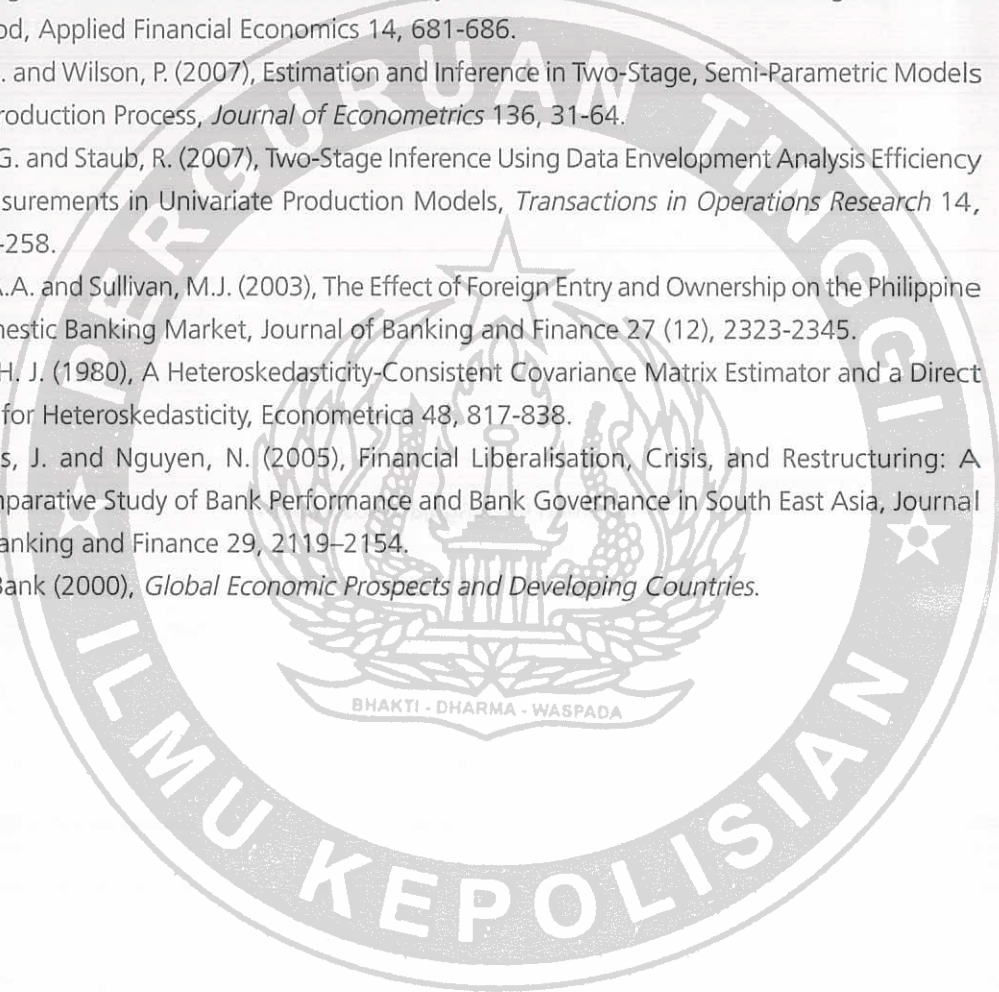 od, Applied Financial Economics 14, 681-686.
. and Wilson, P. (2007), Estimation and Inference in Two-Stage, Semi-Parametric Models
roduction Process, Journal of Econometrics 136, 31-64.
G. and Staub, R. (2007), Two-Stage Inference Using Data Envelopment Analysis Efficiency
surements in Univariate Production Models, Transactions in Operations Research 14,
-258.
.A. and Sullivan, M.J. (2003), The Effect of Foreign Entry and Ownership on the Philippine
mestic Banking Market, Journal of Banking and Finance 27 (12), 2323-2345.
H. J. (1980), A Heteroskedasticity-Consistent Covariance Matrix Estimator and a Direct
for Heteroskedasticity, Econometrica 48, 817-838.
s, J. and Nguyen, N. (2005), Financial Liberalisation, Crisis, and Restructuring: A
mparative Study of Bank Performance and Bank Governance in South East Asia, Journal
anking and Finance 29, 2119–2154.
Bank (2000), Global Economic Prospects and Developing Countries.
PERGURUAN TINGGI
BHAKTI - DHARMA - WASPADA
ILMU KEPOLISIAN